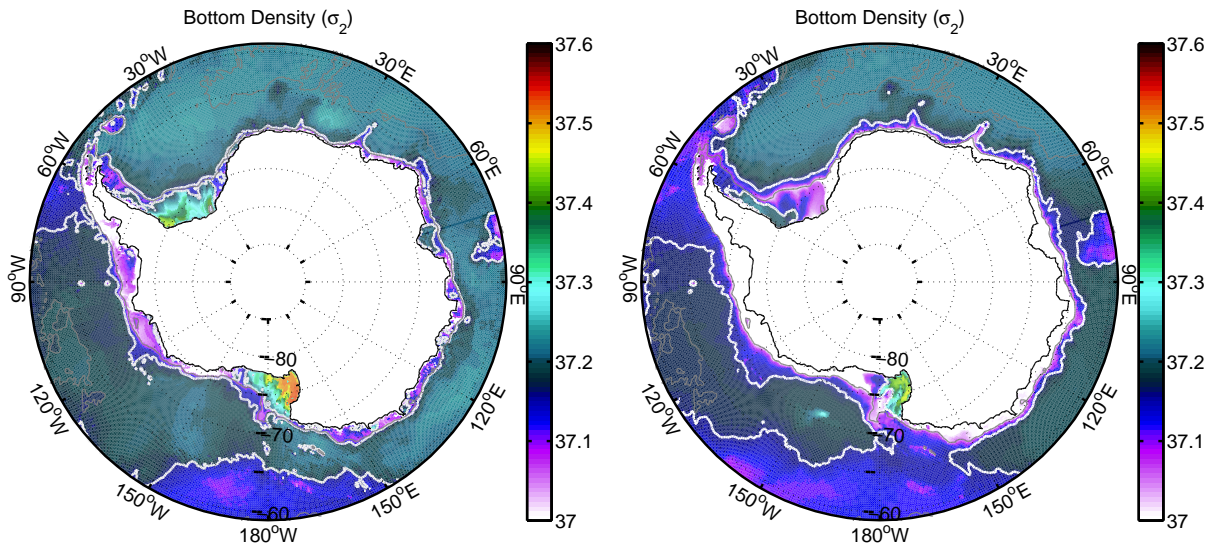 Bottom Density (σ₂)
30°W
30°E
60°W
60°E
90°W
90°E
120°W
120°E
150°W
150°E
180°W
−80
−70
−60
37.6
37.5
37.4
37.3
37.2
37.1
37
Bottom Density (σ₂)
30°W
30°E
60°W
60°E
90°W
90°E
120°W
120°E
150°W
150°E
180°W
−80
−70
−60
37.6
37.5
37.4
37.3
37.2
37.1
37